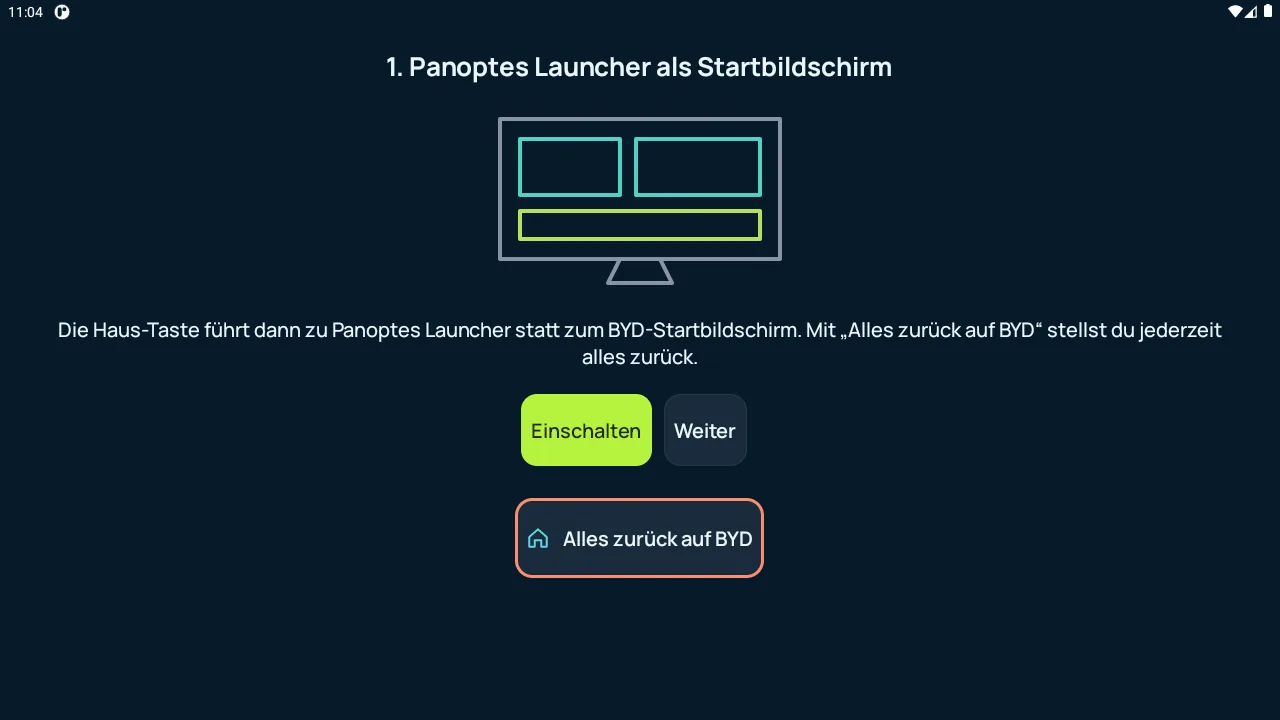 11:04
1. Panoptes Launcher als Startbildschirm
Die Haus-Taste führt dann zu Panoptes Launcher statt zum BYD-Startbildschirm. Mit „Alles zurück auf BYD“ stellst du jederzeit
alles zurück.
Einschalten
Weiter
Alles zurück auf BYD